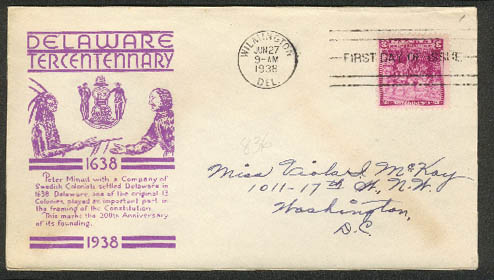 DELAWARE
TERCENTENNARY
1638
Peter Minuit with a Company of
Swedish Colonists settled Delaware in
1638. Delaware, one of the original 13
Colonies, played an important part in
the framing of the Constitution.
This marks the 200th Anniversary
of its founding.
1938
WILMINGTON
JUN 27
9-AM
1938
DEL.
FIRST DAY OF ISSUE
836
Miss Viola I. McKay
1011-17th St, N.W.
Washington,
D.C.